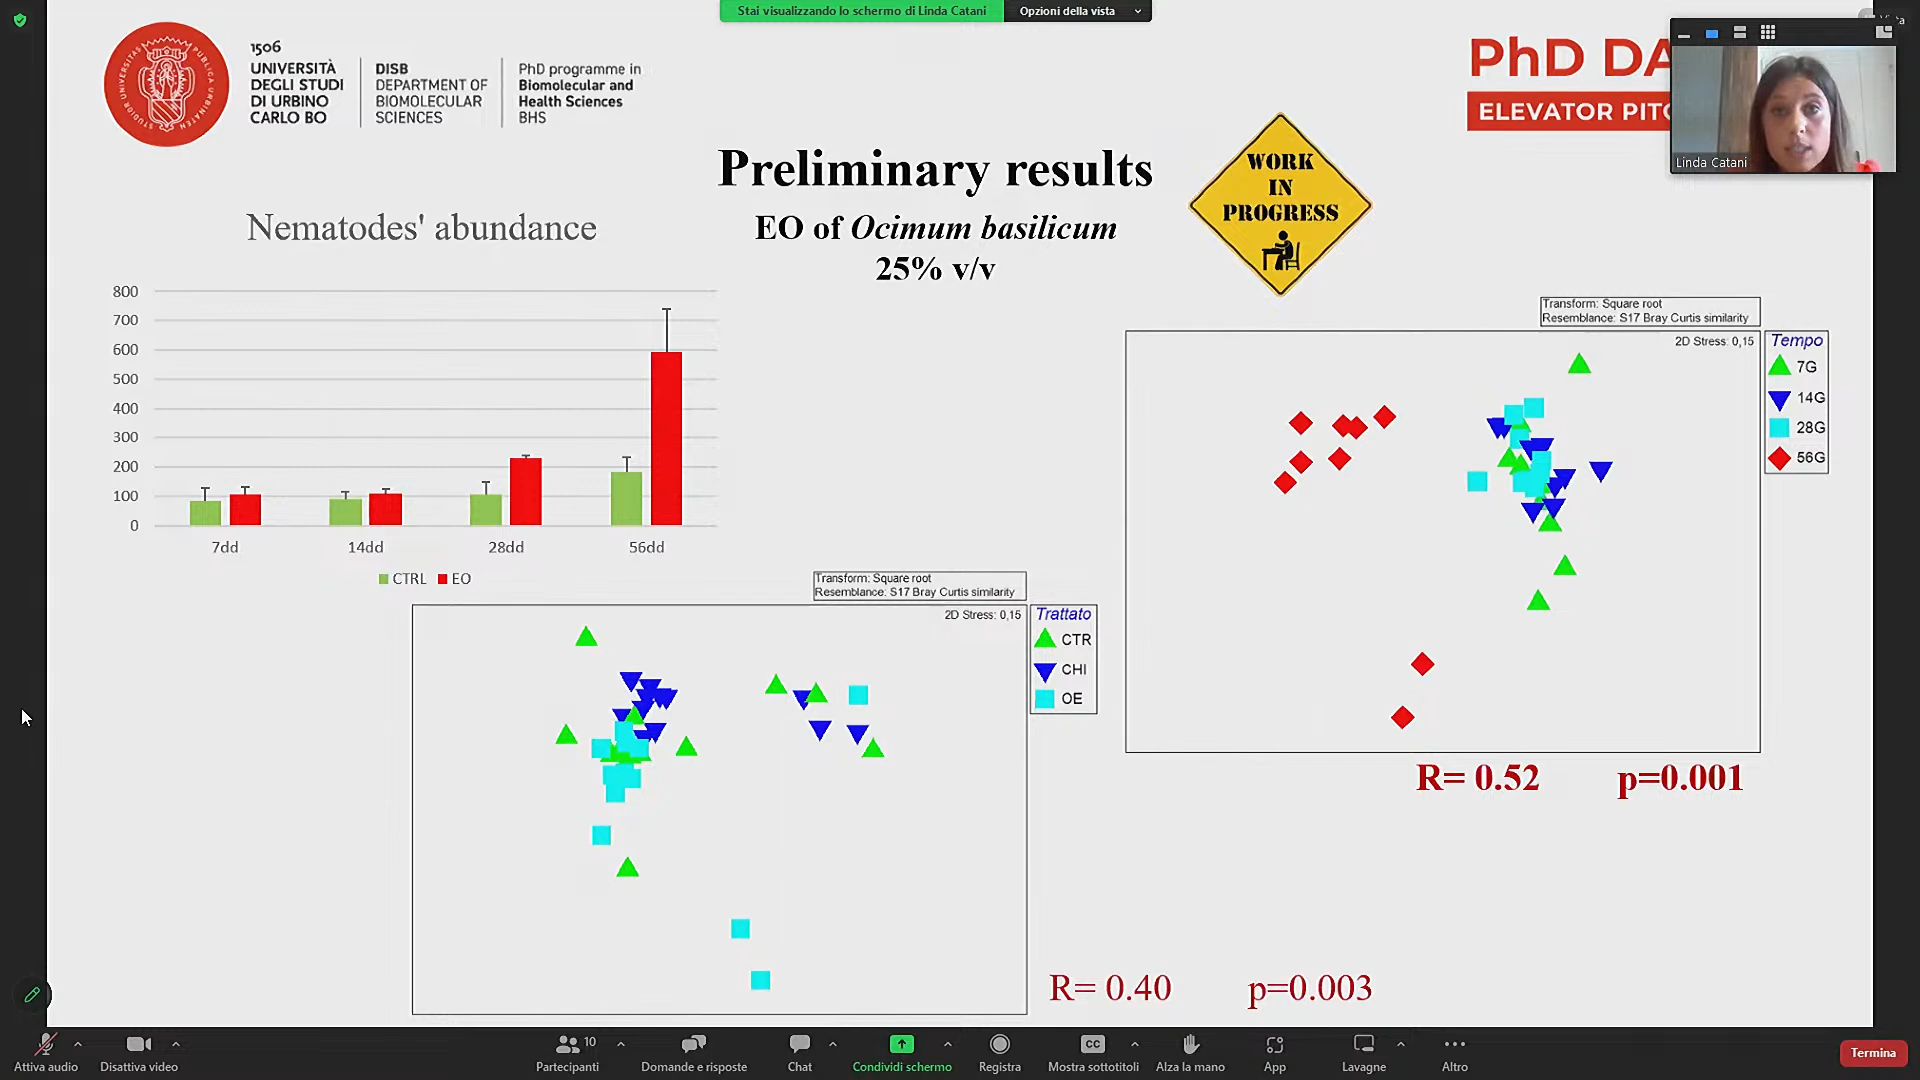 Stai visualizzando lo schermo di Linda Catani
Opzioni della vista
1506
UNIVERSITÀ
DEGLI STUDI
DI URBINO
CARLO BO
DISB
DEPARTMENT OF
BIOMOLECULAR
SCIENCES
PhD programme in
Biomolecular and
Health Sciences
BHS
PhD DA
ELEVATOR PITC
Linda Catani
Preliminary results
EO of Ocimum basilicum
25% v/v
WORK
IN
PROGRESS
Nematodes' abundance
800
700
600
500
400
300
200
100
0
7dd
14dd
28dd
56dd
CTRL
EO
Transform: Square root
Resemblance: S17 Bray Curtis similarity
2D Stress: 0,15
Tempo
7G
14G
28G
56G
R= 0.52 p=0.001
Transform: Square root
Resemblance: S17 Bray Curtis similarity
2D Stress: 0,15
Trattato
CTR
CHI
OE
R= 0.40 p=0.003
Attiva audio
Disattiva video
10
Partecipanti
Domande e risposte
Chat
Condividi schermo
Registra
CC
Mostra sottotitoli
Alza la mano
App
Lavagne
Altro
Termina